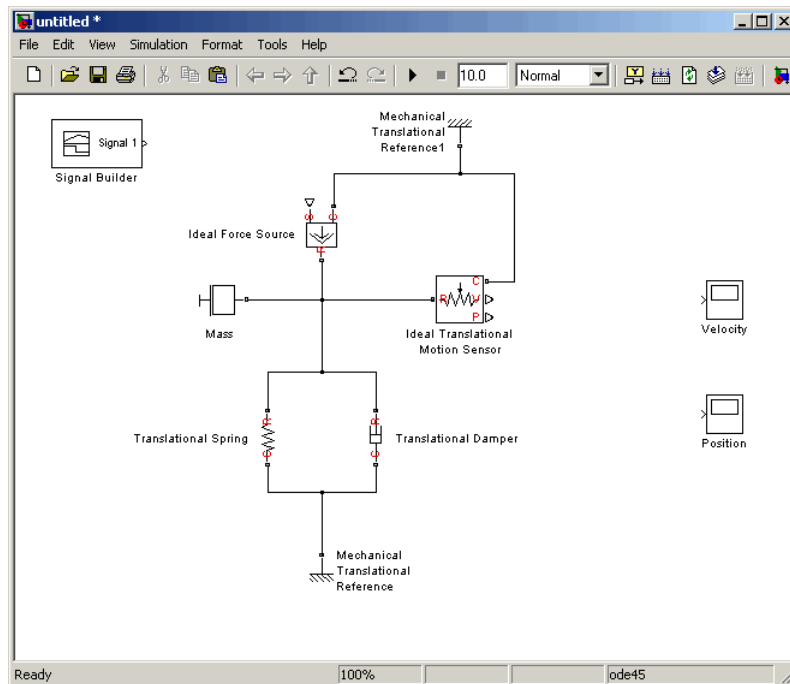 untitled *
File Edit View Simulation Format Tools Help
10.0 Normal
Mechanical
Translational
Reference1
Signal 1
Signal Builder
S C
Ideal Force Source
R
C
R V
P
Mass
Ideal Translational
Motion Sensor
Velocity
R R
Translational Spring
Translational Damper
C C
Position
Mechanical
Translational
Reference
Ready 100% ode45